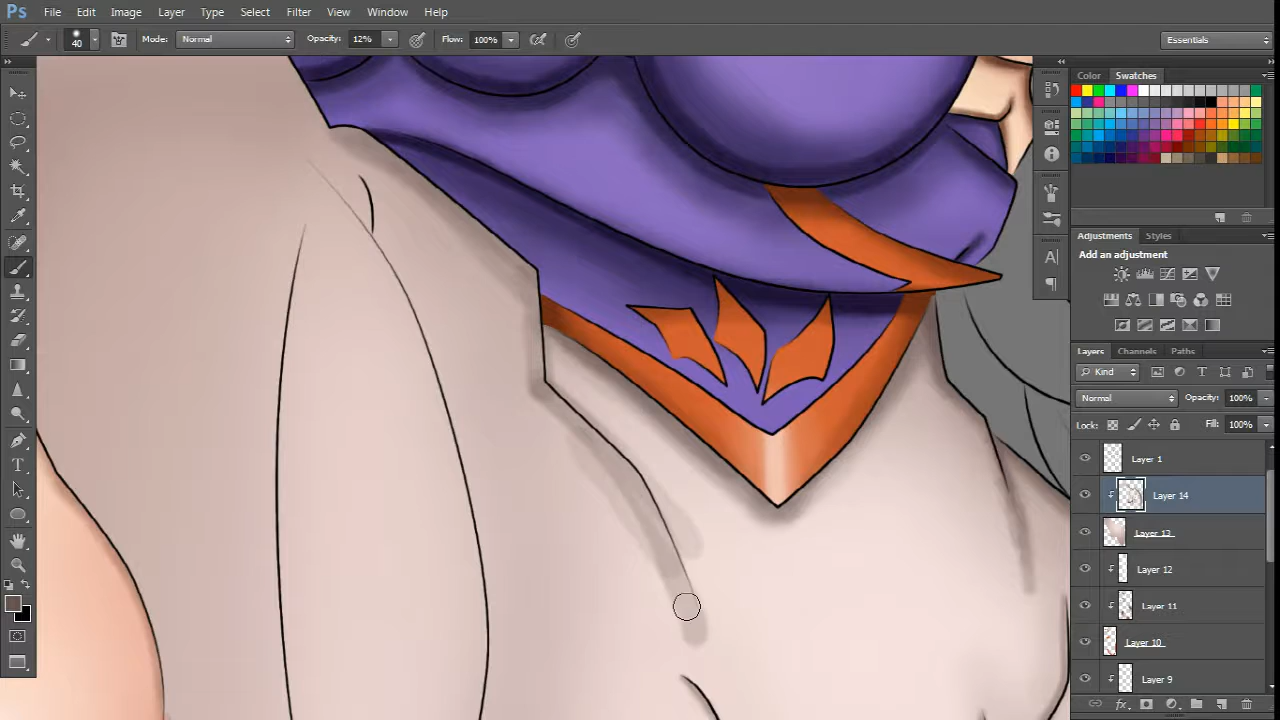 Ps File Edit Image Layer Type Select Filter View Window Help
40 Mode: Normal Opacity: 12% Flow: 100% Essentials
Color Swatches
Adjustments Styles
Add an adjustment
Layers Channels Paths
Kind
Normal Opacity: 100%
Lock: Fill: 100%
Layer 1
Layer 14
Layer 13
Layer 12
Layer 11
Layer 10
Layer 9